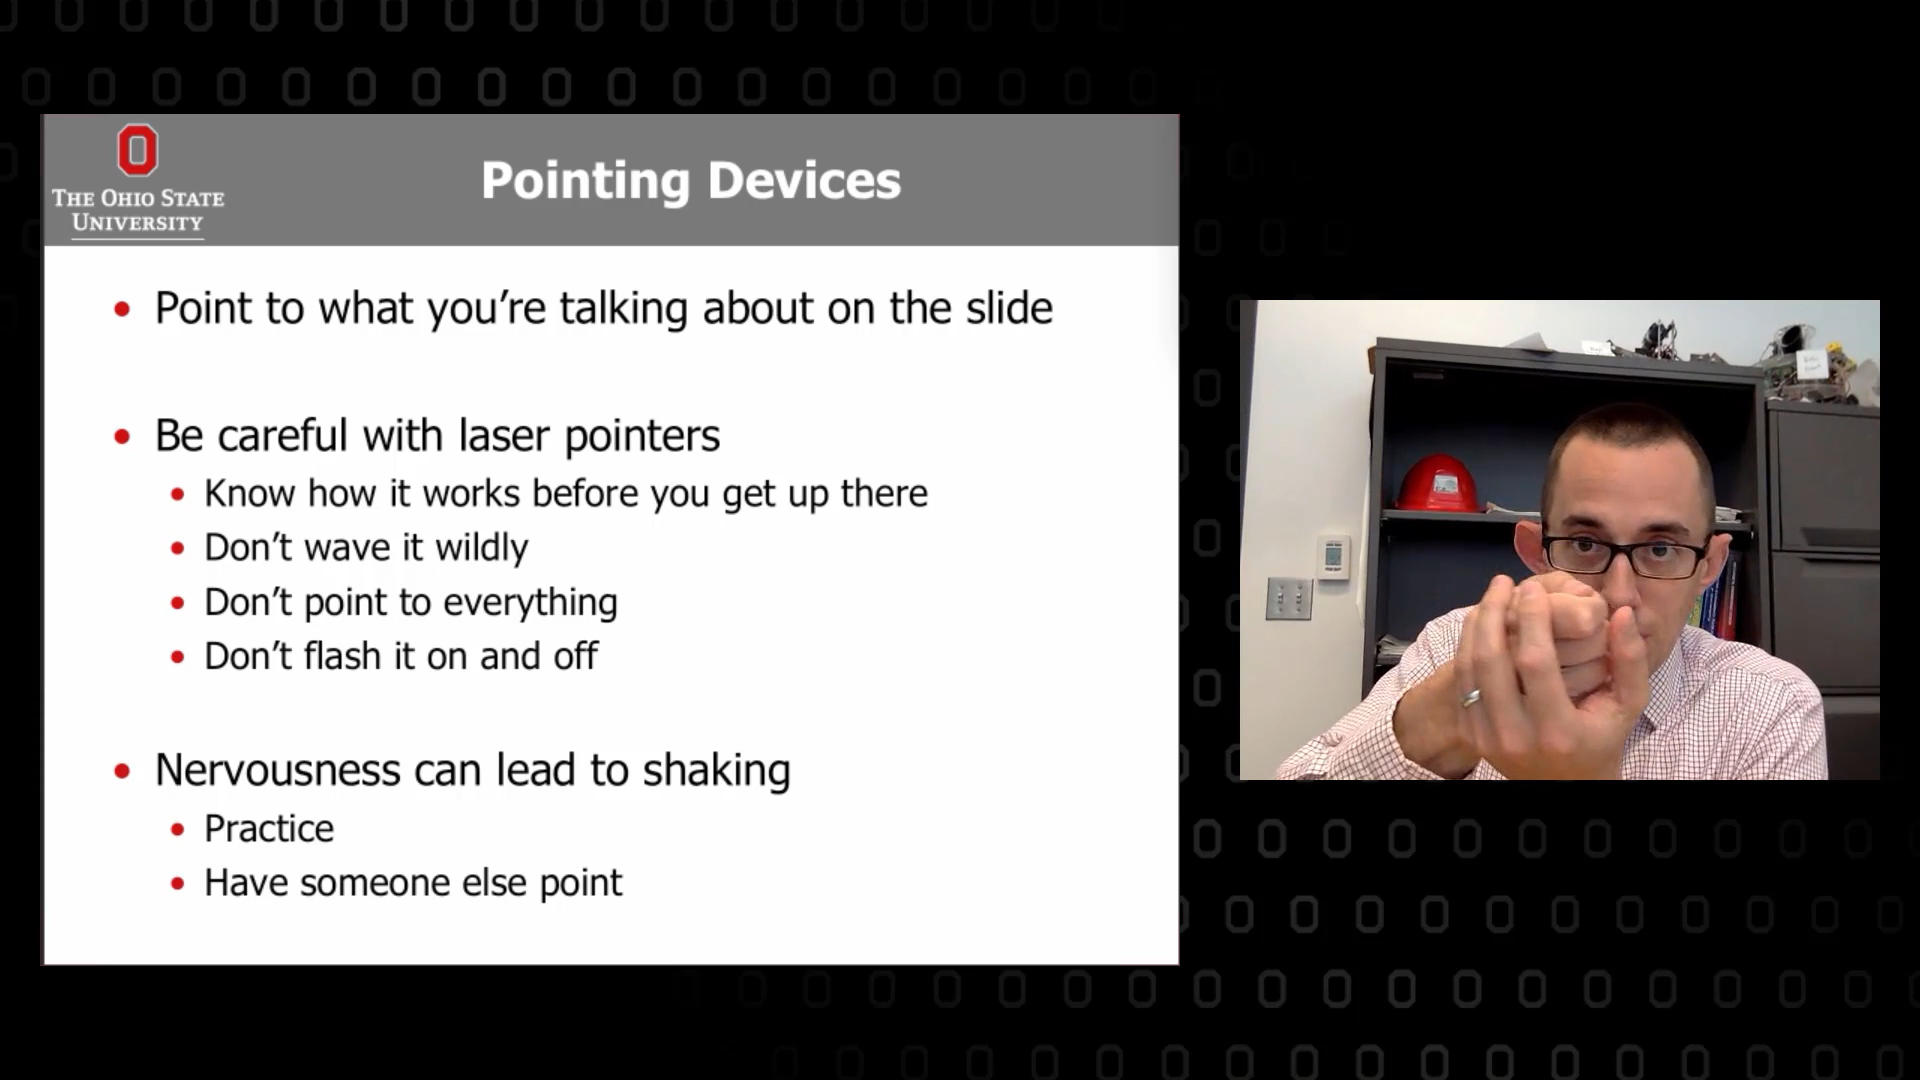 THE OHIO STATE
UNIVERSITY
Pointing Devices
• Point to what you’re talking about on the slide
• Be careful with laser pointers
• Know how it works before you get up there
• Don’t wave it wildly
• Don’t point to everything
• Don’t flash it on and off
• Nervousness can lead to shaking
• Practice
• Have someone else point